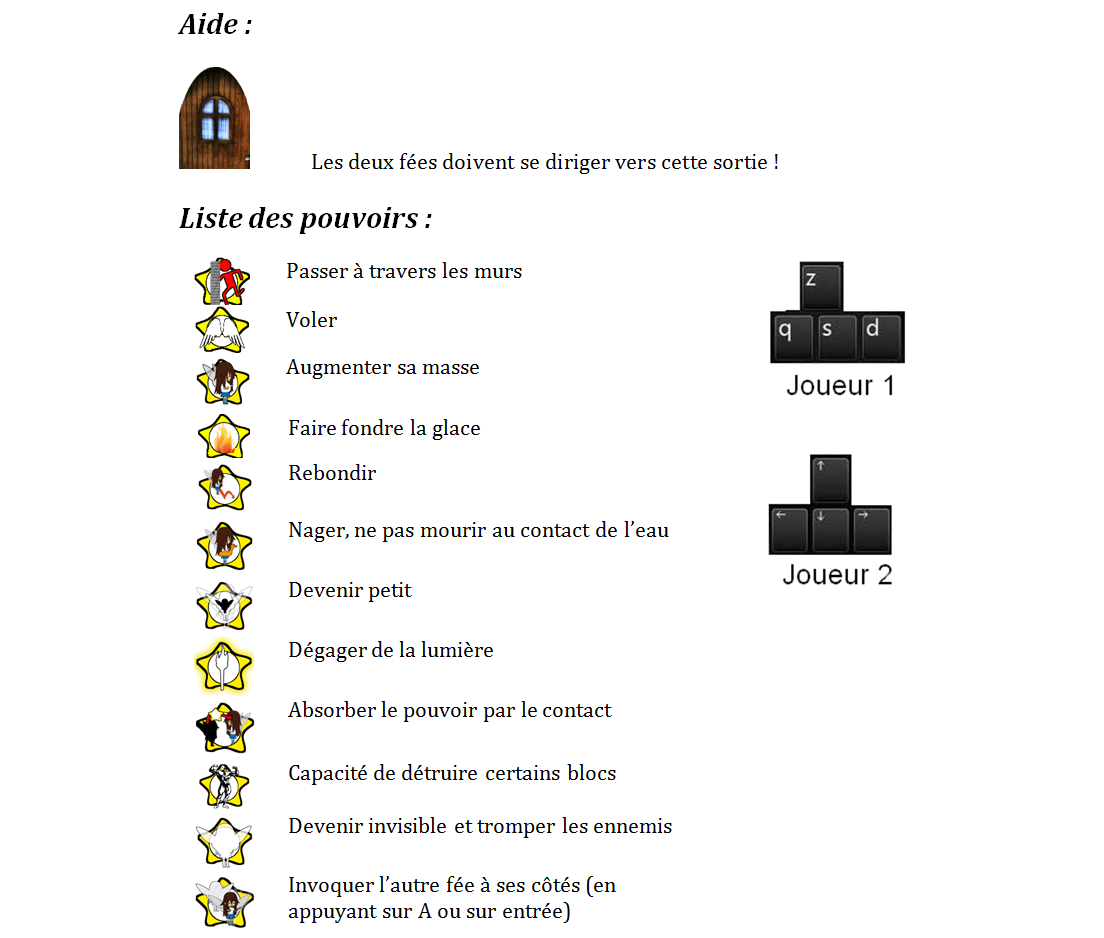 Aide :
Les deux fées doivent se diriger vers cette sortie !
Liste des pouvoirs :
Passer à travers les murs
Voler
Augmenter sa masse
Faire fondre la glace
Rebondir
Nager, ne pas mourir au contact de l’eau
Devenir petit
Dégager de la lumière
Absorber le pouvoir par le contact
Capacité de détruire certains blocs
Devenir invisible et tromper les ennemis
Invoquer l’autre fée à ses côtés (en
appuyant sur A ou sur entrée)
z
q s d
Joueur 1
↑
← ↓ →
Joueur 2